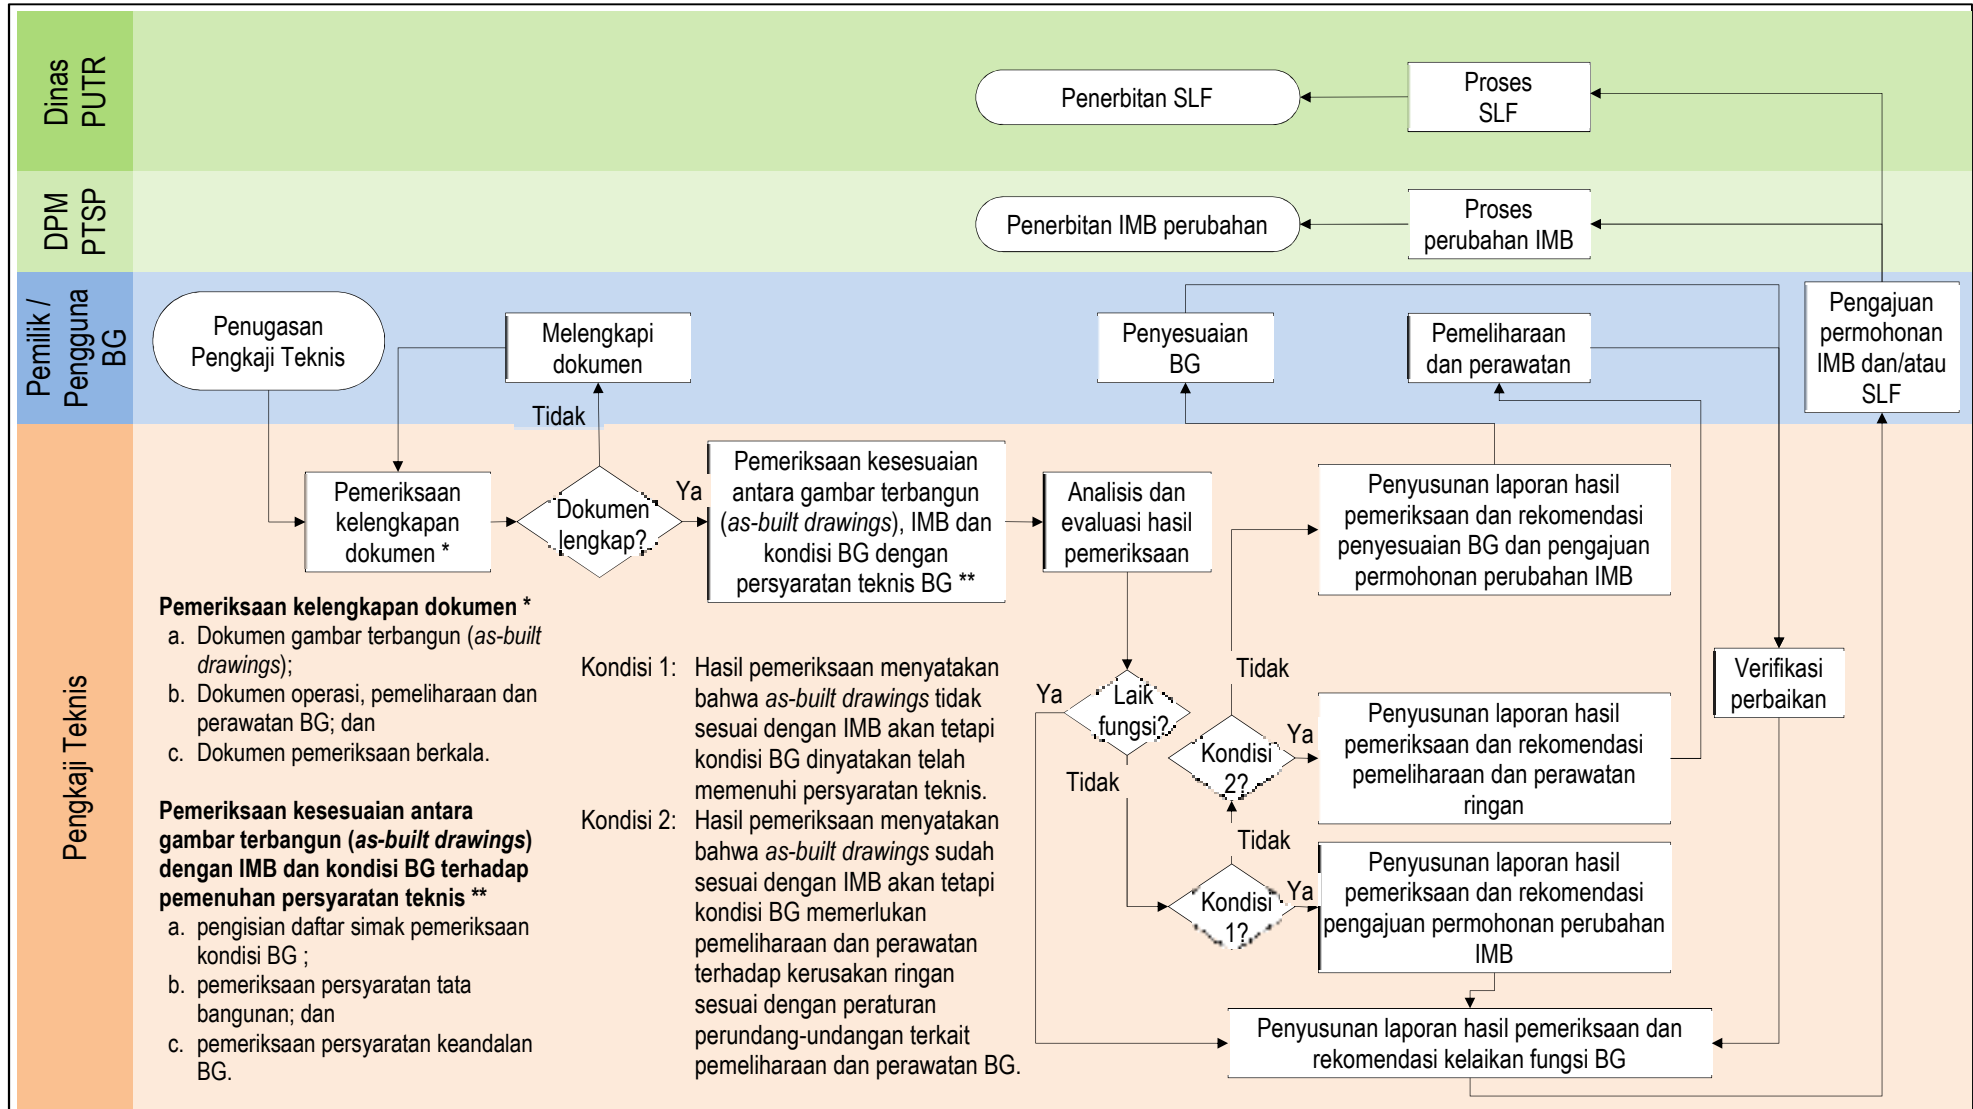 Dinas
PUTR
Penerbitan SLF
Proses
SLF
DPM
PTSP
Penerbitan IMB perubahan
Proses
perubahan IMB
Pemilik /
Pengguna
BG
Penugasan
Pengkaji Teknis
Melengkapi
dokumen
Penyesuaian
BG
Pemeliharaan
dan perawatan
Pengajuan
permohonan
IMB dan/atau
SLF
Pengkaji Teknis
Pemeriksaan
kelengkapan
dokumen *
Tidak
Dokumen
lengkap?
Ya
Pemeriksaan kesesuaian
antara gambar terbangun
(as-built drawings), IMB dan
kondisi BG dengan
persyaratan teknis BG **
Analisis dan
evaluasi hasil
pemeriksaan
Penyusunan laporan hasil
pemeriksaan dan rekomendasi
penyesuaian BG dan pengajuan
permohonan perubahan IMB
Pemeriksaan kelengkapan dokumen *
a. Dokumen gambar terbangun (as-built
drawings);
b. Dokumen operasi, pemeliharaan dan
perawatan BG; dan
c. Dokumen pemeriksaan berkala.
Pemeriksaan kesesuaian antara
gambar terbangun (as-built drawings)
dengan IMB dan kondisi BG terhadap
pemenuhan persyaratan teknis **
a. pengisian daftar simak pemeriksaan
kondisi BG ;
b. pemeriksaan persyaratan tata
bangunan; dan
c. pemeriksaan persyaratan keandalan
BG.
Kondisi 1: Hasil pemeriksaan menyatakan
bahwa as-built drawings tidak
sesuai dengan IMB akan tetapi
kondisi BG dinyatakan telah
memenuhi persyaratan teknis.
Kondisi 2: Hasil pemeriksaan menyatakan
bahwa as-built drawings sudah
sesuai dengan IMB akan tetapi
kondisi BG memerlukan
pemeliharaan dan perawatan
terhadap kerusakan ringan
sesuai dengan peraturan
perundang-undangan terkait
pemeliharaan dan perawatan BG.
Ya
Laik
fungsi?
Tidak
Tidak
Kondisi
2?
Ya
Penyusunan laporan hasil
pemeriksaan dan rekomendasi
pemeliharaan dan perawatan
ringan
Verifikasi
perbaikan
Tidak
Kondisi
1?
Ya
Penyusunan laporan hasil
pemeriksaan dan rekomendasi
pengajuan permohonan perubahan
IMB
Penyusunan laporan hasil pemeriksaan dan
rekomendasi kelaikan fungsi BG